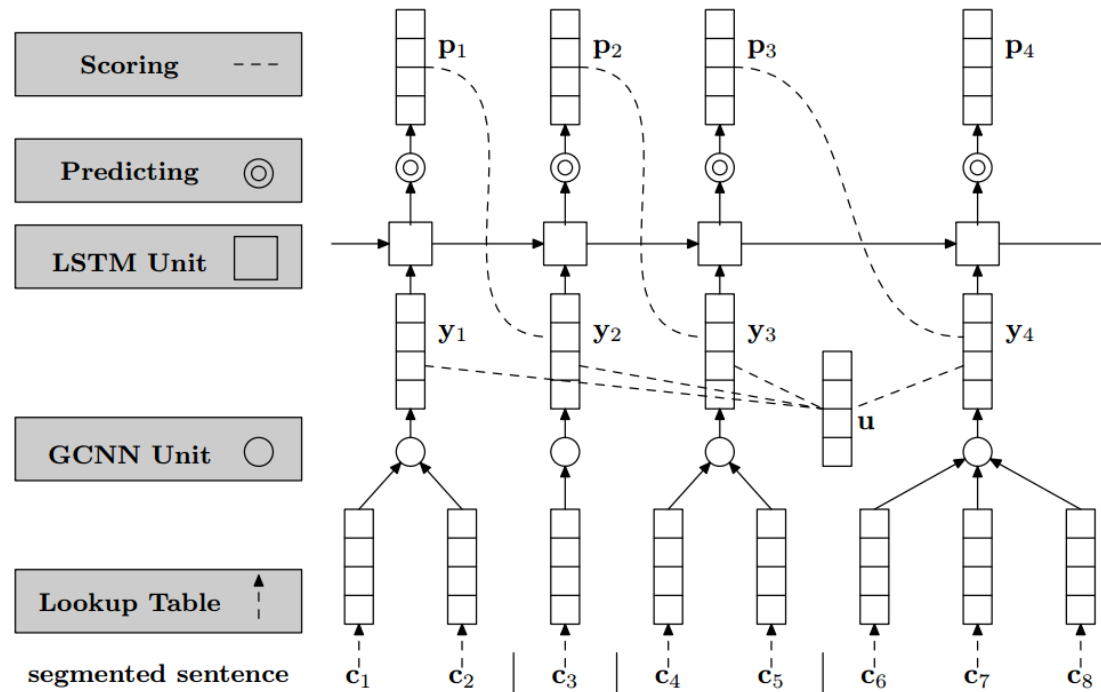 Scoring
p₁ p₂ p₃ p₄
Predicting
LSTM Unit
y₁ y₂ y₃ y₄
u
GCNN Unit
Lookup Table
segmented sentence c₁ c₂ c₃ c₄ c₅ c₆ c₇ c₈